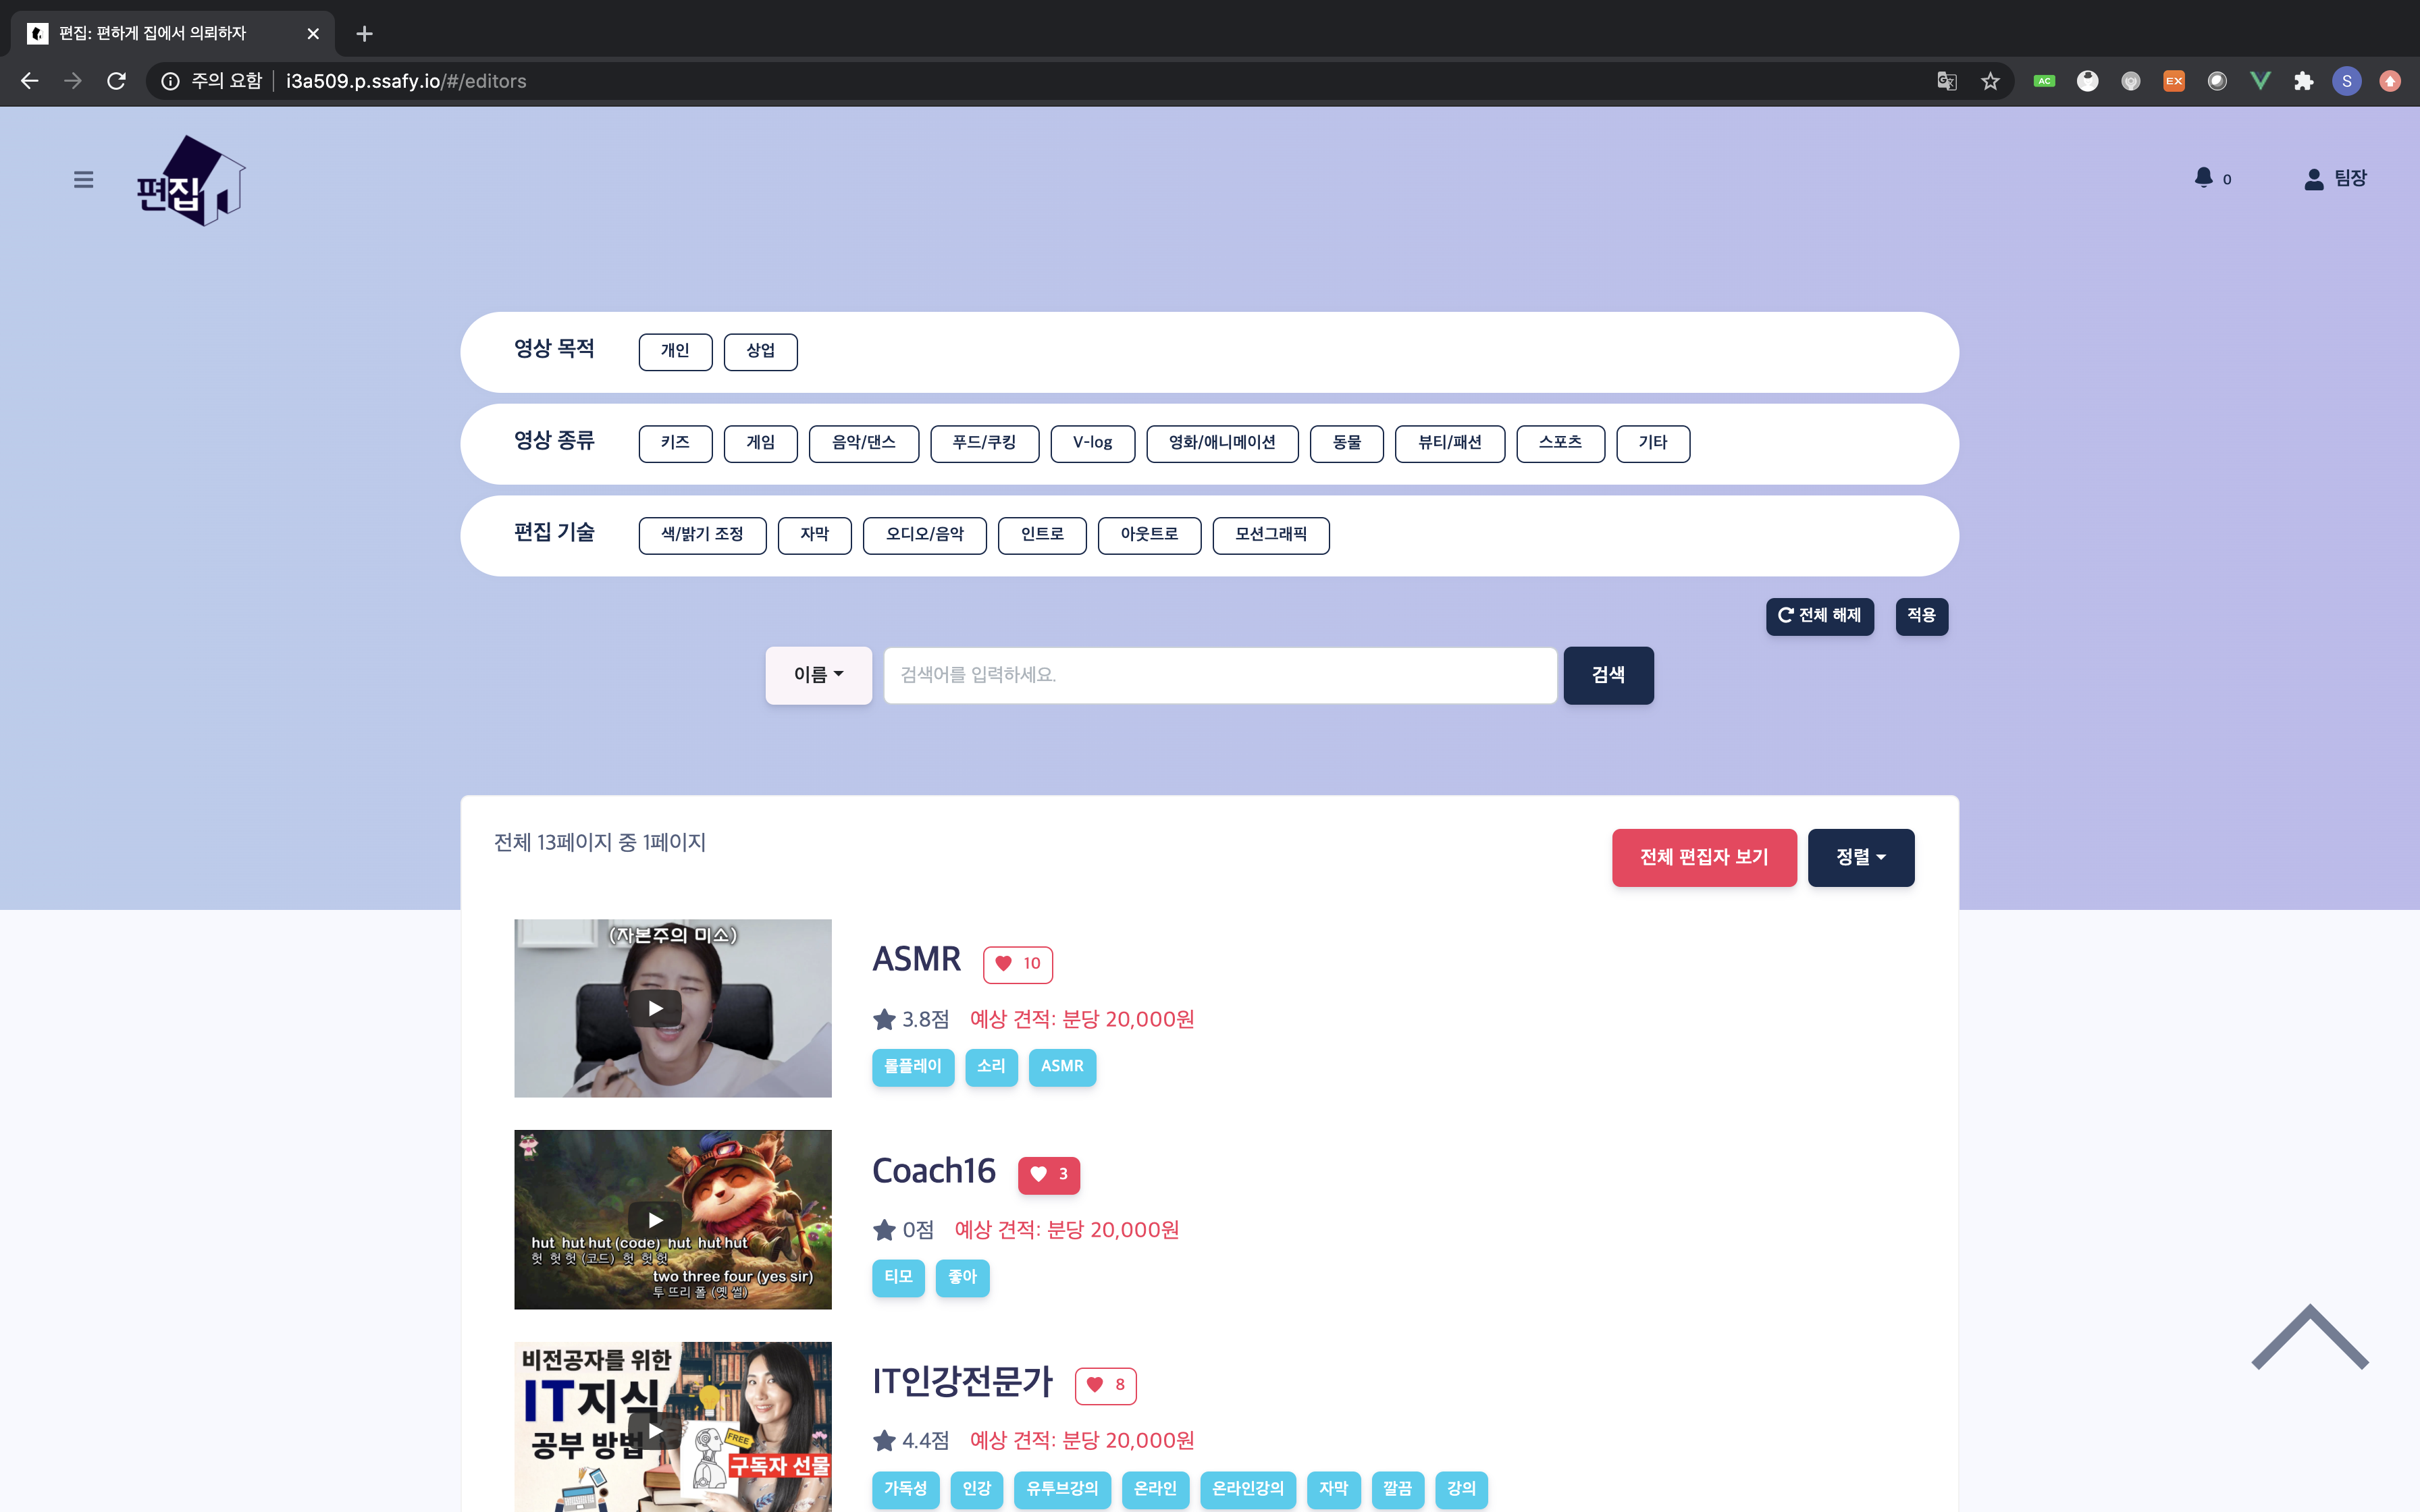 편집: 편하게 집에서 의뢰하자
주의 요함 i3a509.p.ssafy.io/#/editors
AC
EX
S
편집
0
팀장
영상 목적 개인 상업
영상 종류 키즈 게임 음악/댄스 푸드/쿠킹 V-log 영화/애니메이션 동물 뷰티/패션 스포츠 기타
편집 기술 색/밝기 조정 자막 오디오/음악 인트로 아웃트로 모션그래픽
전체 해제 적용
이름 검색어를 입력하세요. 검색
전체 13페이지 중 1페이지
전체 편집자 보기 정렬
(자본주의 미소)
ASMR 10
3.8점 예상 견적: 분당 20,000원
롤플레이 소리 ASMR
hut hut hut (code) hut hut hut
헛 헛 헛 (코드) 헛 헛 헛
two three four (yes sir)
투 뜨리 폴 (옛 썰)
Coach16 3
0점 예상 견적: 분당 20,000원
티모 좋아
비전공자를 위한
IT지식
공부 방법
FREE
구독자 선물
IT인강전문가 8
4.4점 예상 견적: 분당 20,000원
가독성 인강 유투브강의 온라인 온라인강의 자막 깔끔 강의